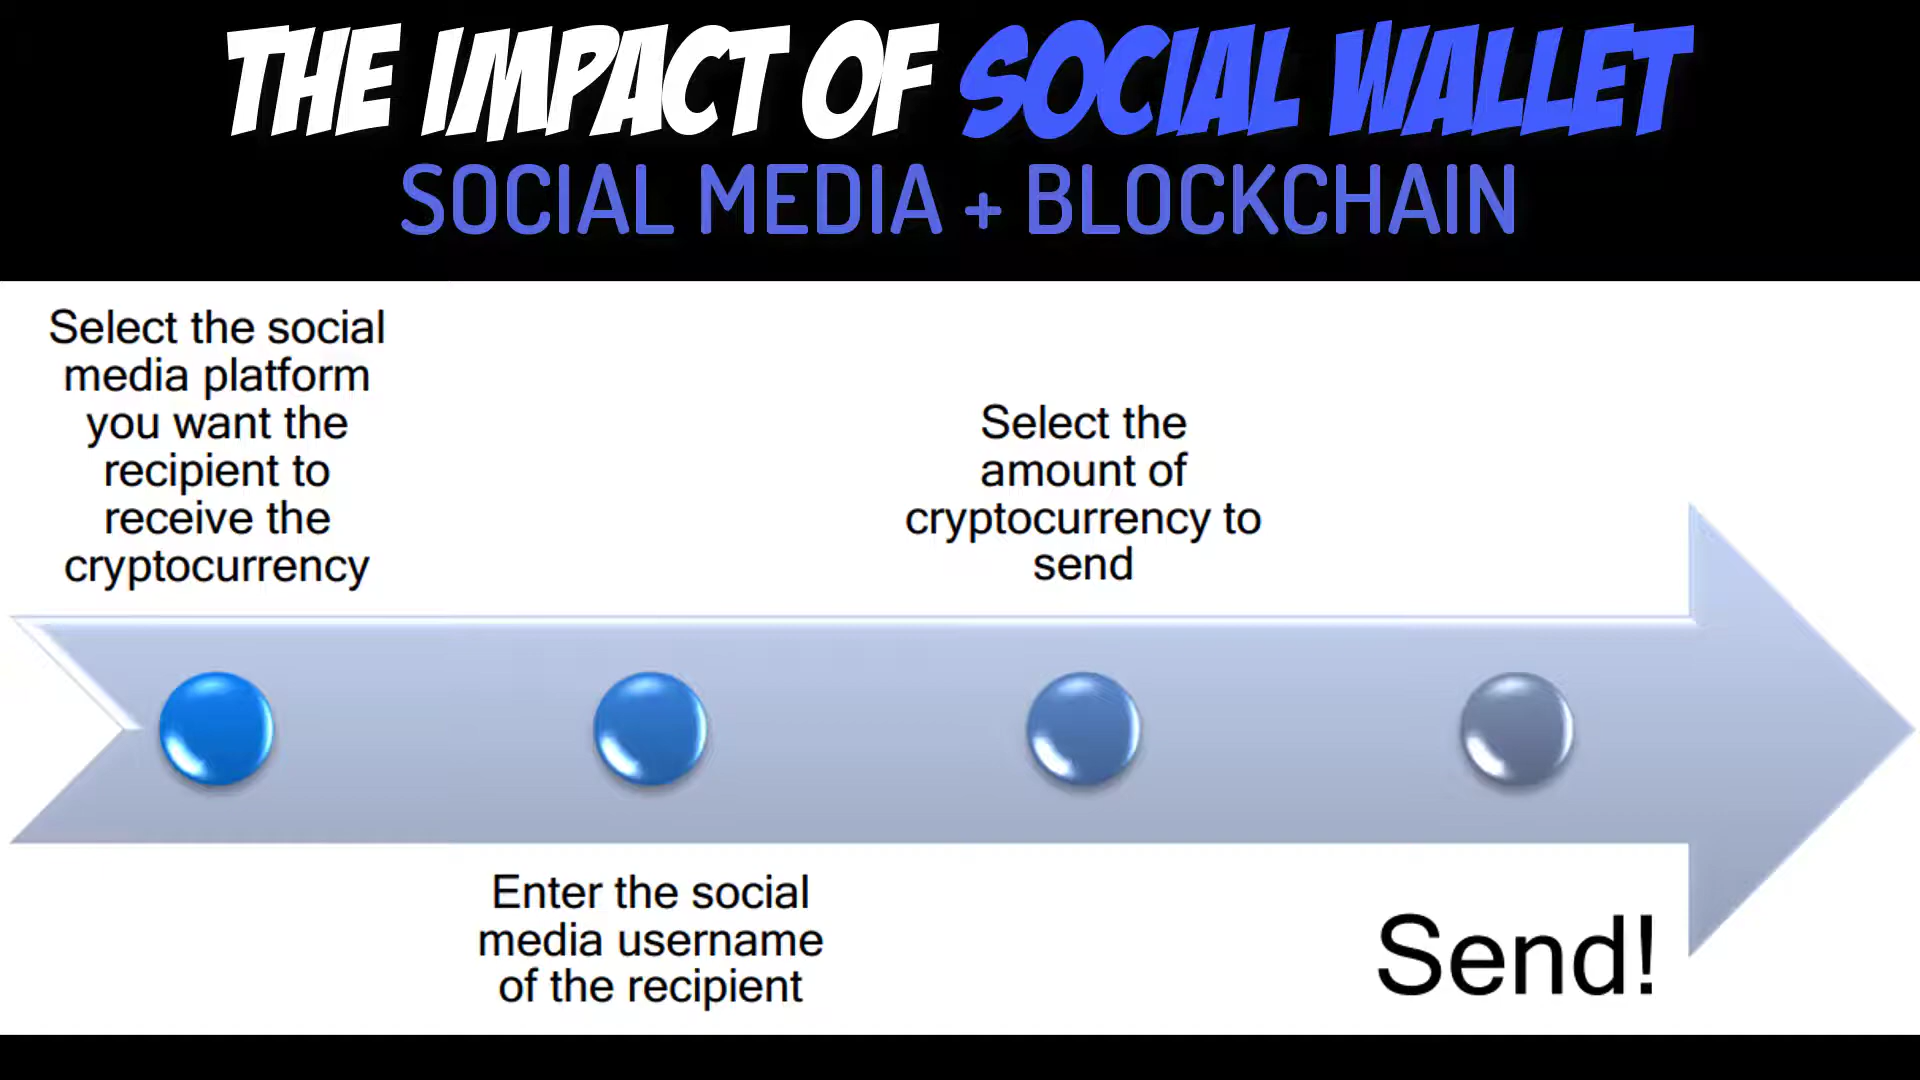 THE IMPACT OF SOCIAL WALLET
SOCIAL MEDIA + BLOCKCHAIN
Select the social
media platform
you want the
recipient to
receive the
cryptocurrency
Enter the social
media username
of the recipient
Select the
amount of
cryptocurrency to
send
Send!